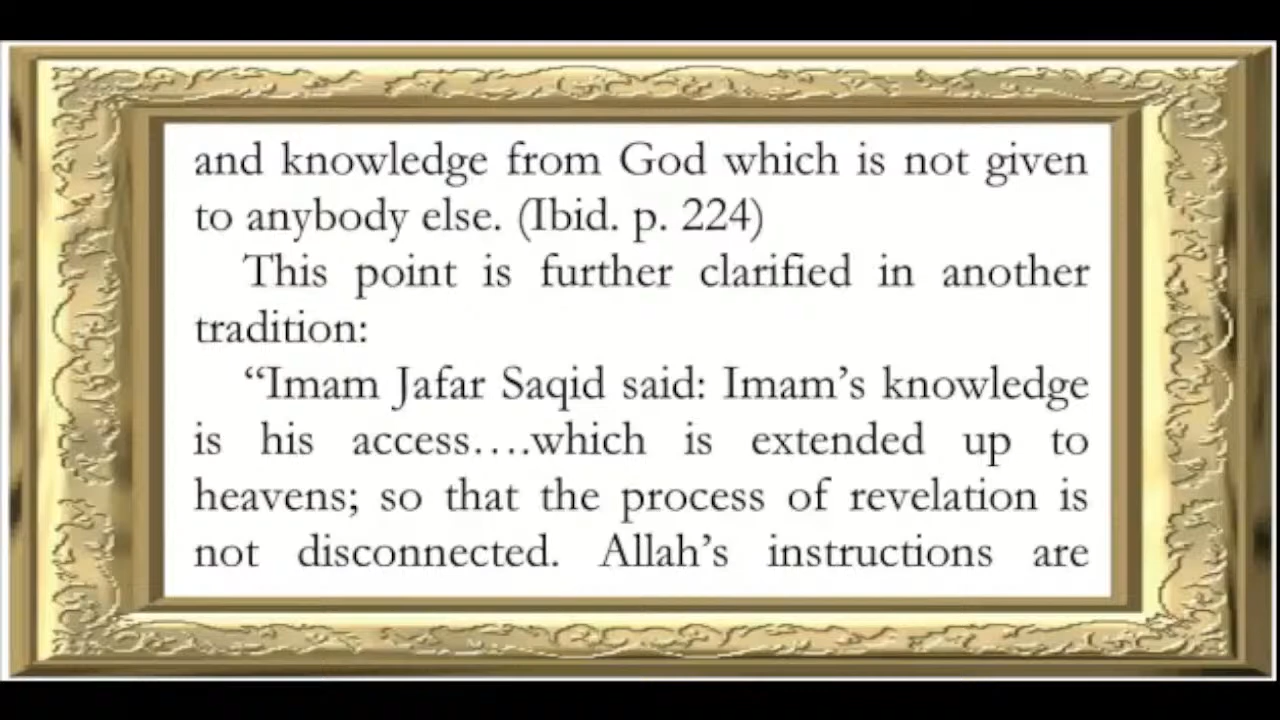 and knowledge from God which is not given
to anybody else. (Ibid. p. 224)
This point is further clarified in another
tradition:
“Imam Jafar Saqid said: Imam’s knowledge
is his access….which is extended up to
heavens; so that the process of revelation is
not disconnected. Allah’s instructions are